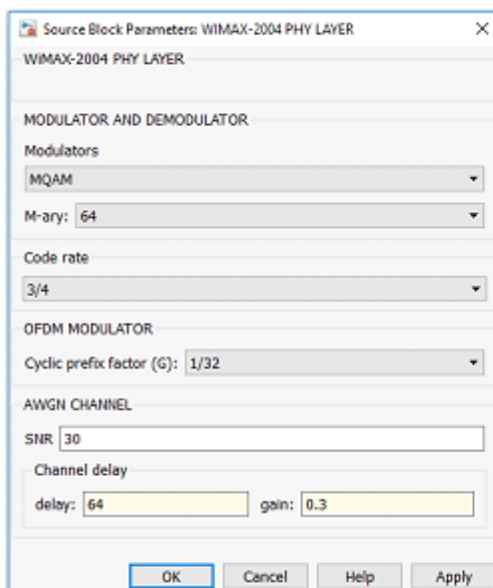 Source Block Parameters: WIMAX-2004 PHY LAYER
WiMAX-2004 PHY LAYER
MODULATOR AND DEMODULATOR
Modulators
MQAM
M-ary: 64
Code rate
3/4
OFDM MODULATOR
Cyclic prefix factor (G): 1/32
AWGN CHANNEL
SNR 30
Channel delay
delay: 64 gain: 0.3
OK Cancel Help Apply